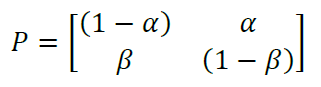 P = [(1 − α) α
β (1 − β)]